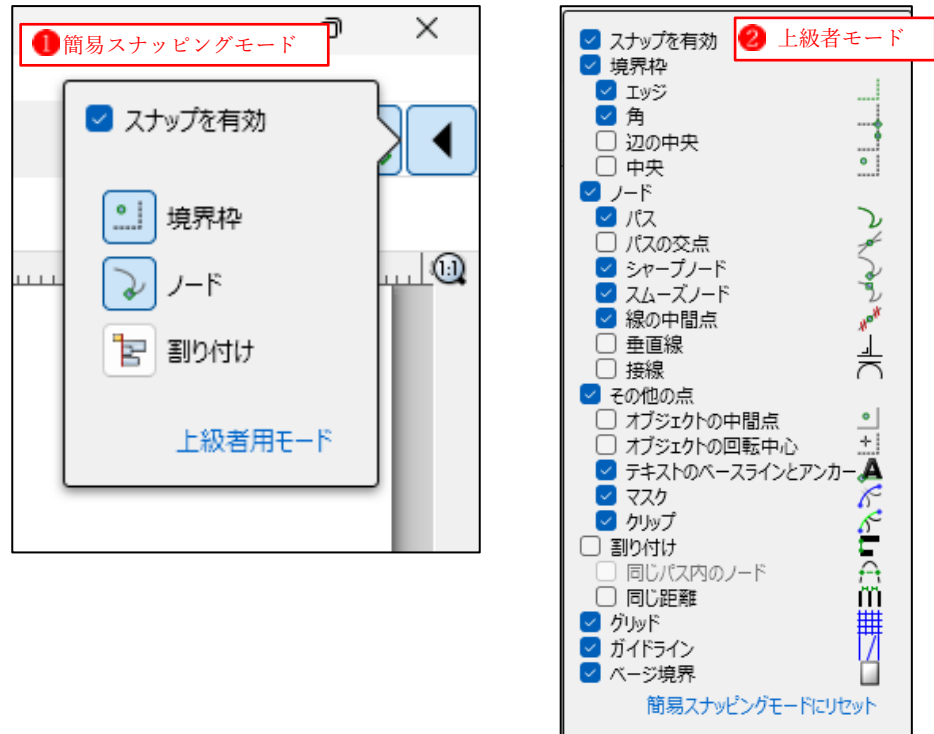 ❶簡易スナッピングモード
スナップを有効
境界枠
ノード
割り付け
上級者用モード
1:1
❷ 上級者モード
スナップを有効
境界枠
エッジ
角
辺の中央
中央
ノード
パス
パスの交点
シャープノード
スムーズノード
線の中間点
垂直線
接線
その他の点
オブジェクトの中間点
オブジェクトの回転中心
テキストのベースラインとアンカー
マスク
クリップ
割り付け
同じパス内のノード
同じ距離
グリッド
ガイドライン
ページ境界
簡易スナッピングモードにリセット